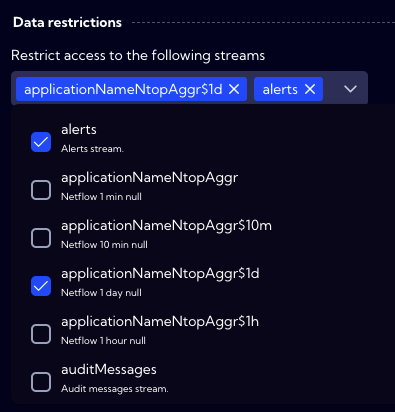 Data restrictions
Restrict access to the following streams
applicationNameNtopAggr$1d alerts
alerts
Alerts stream.
applicationNameNtopAggr
Netflow 1 min null
applicationNameNtopAggr$10m
Netflow 10 min null
applicationNameNtopAggr$1d
Netflow 1 day null
applicationNameNtopAggr$1h
Netflow 1 hour null
auditMessages
Audit messages stream.